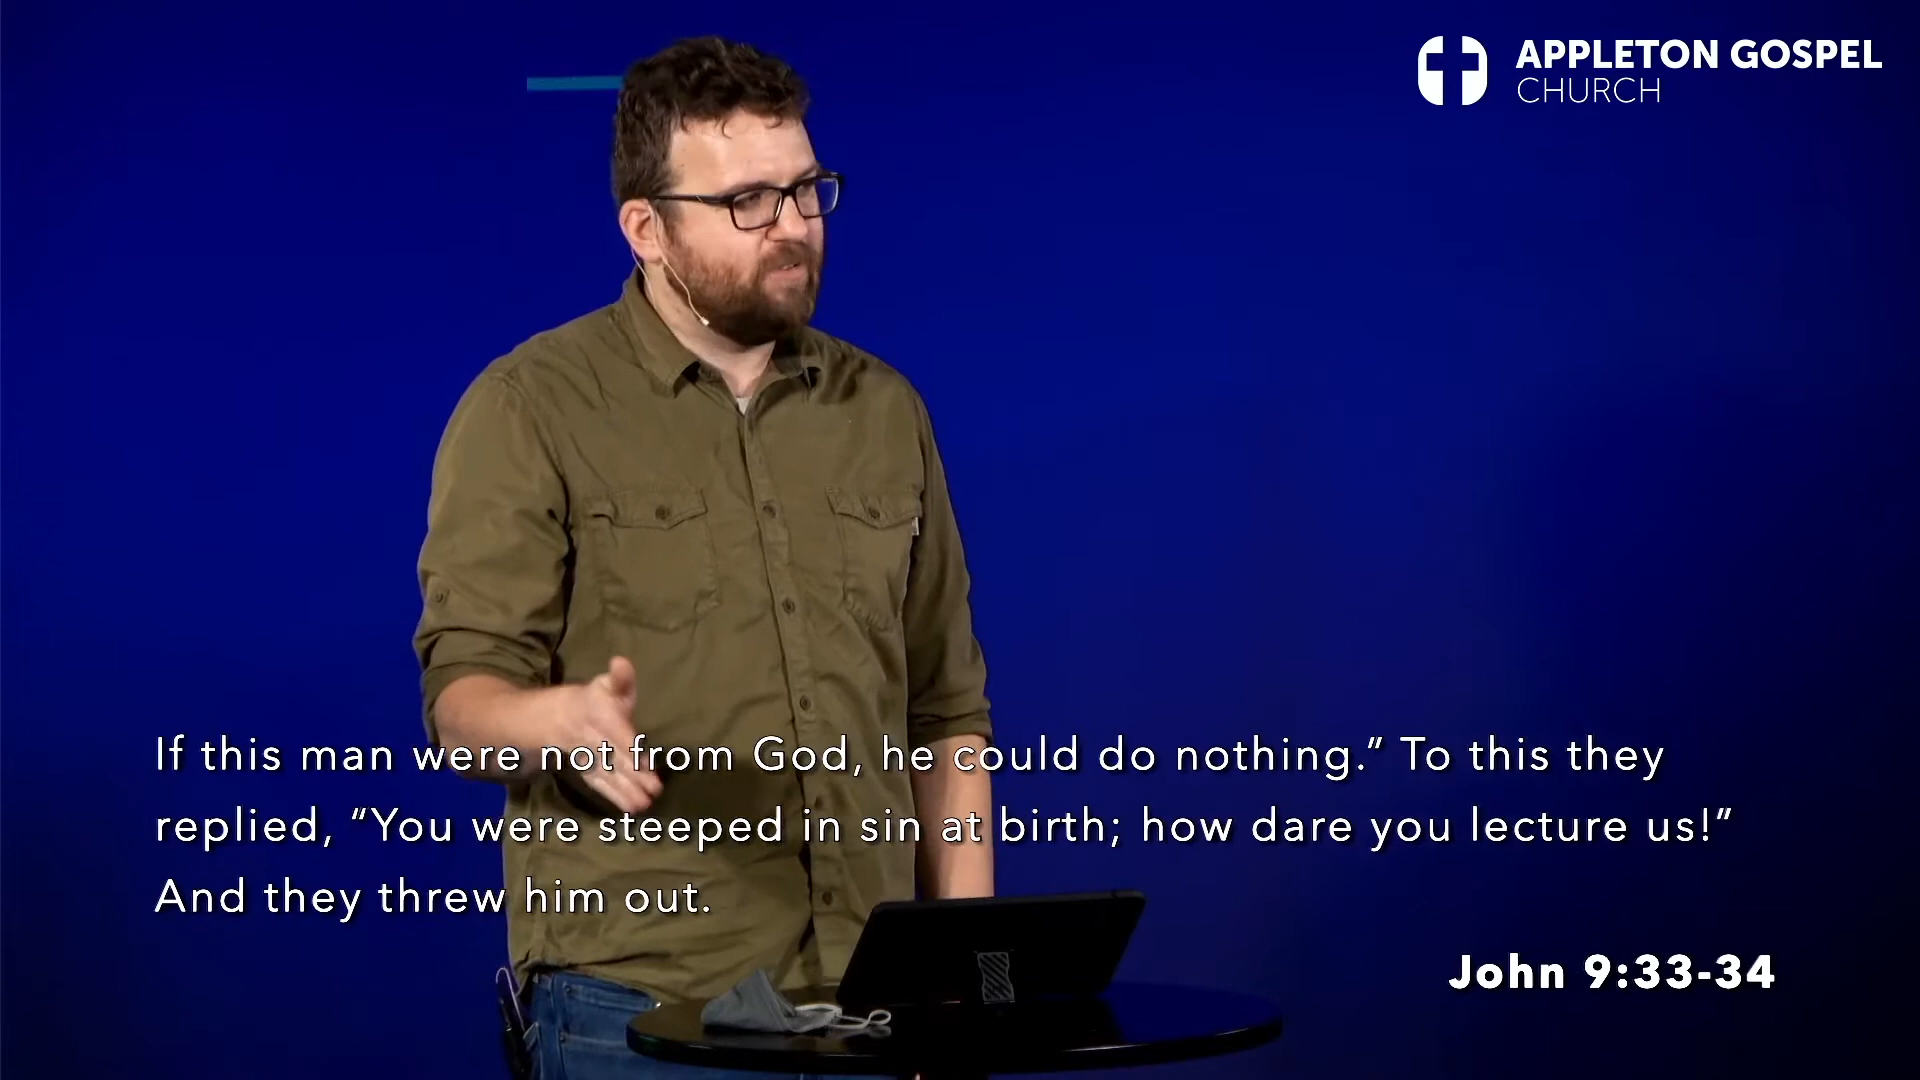 APPLETON GOSPEL
CHURCH
If this man were not from God, he could do nothing.” To this they
replied, “You were steeped in sin at birth; how dare you lecture us!”
And they threw him out.
John 9:33-34